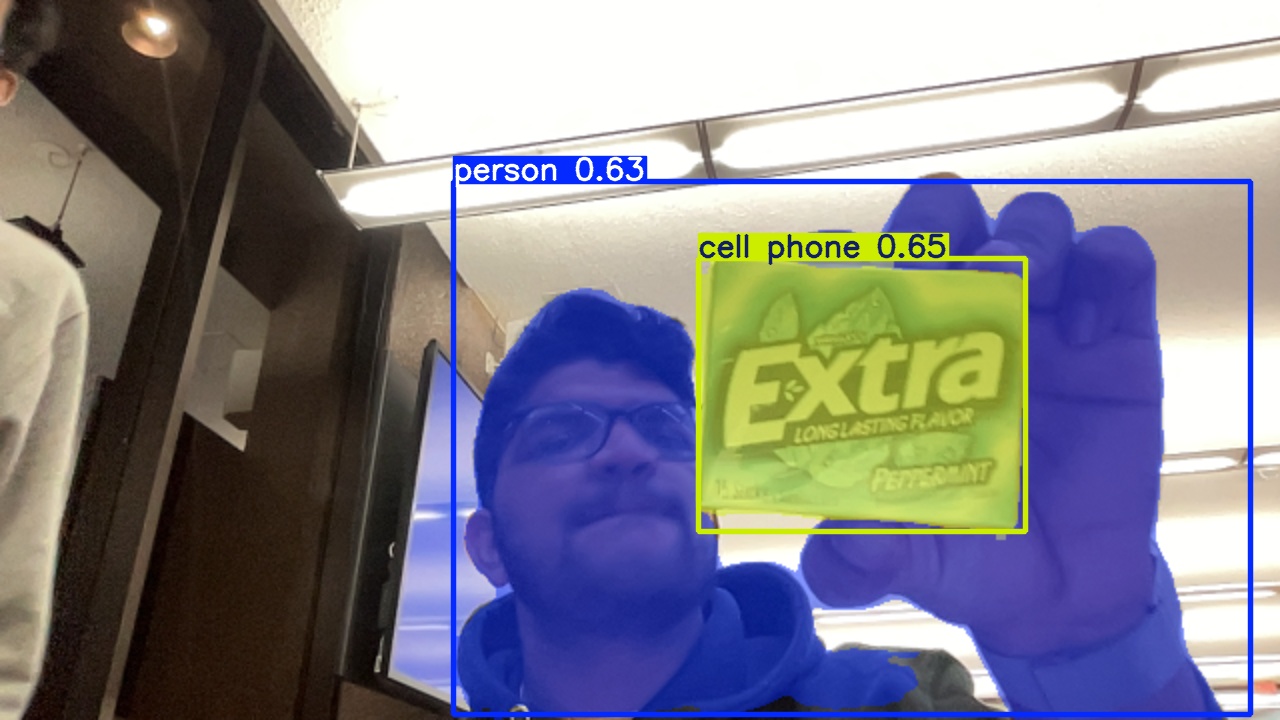 person 0.63
cell phone 0.65
Extra
LONG LASTING FLAVOR
PEPPERMINT